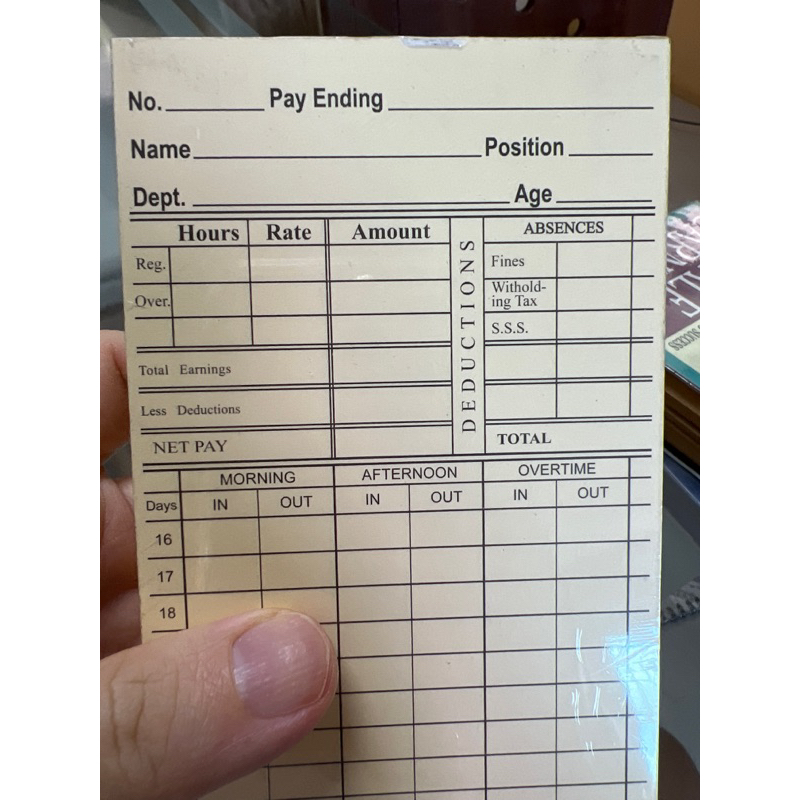 No. Pay Ending
Name Position
Dept. Age
Hours Rate Amount DEDUCTIONS ABSENCES
Reg. Fines
Over. Withold-
ing Tax
S.S.S.
Total Earnings
Less Deductions
NET PAY TOTAL
MORNING AFTERNOON OVERTIME
Days IN OUT IN OUT IN OUT
16
17
18